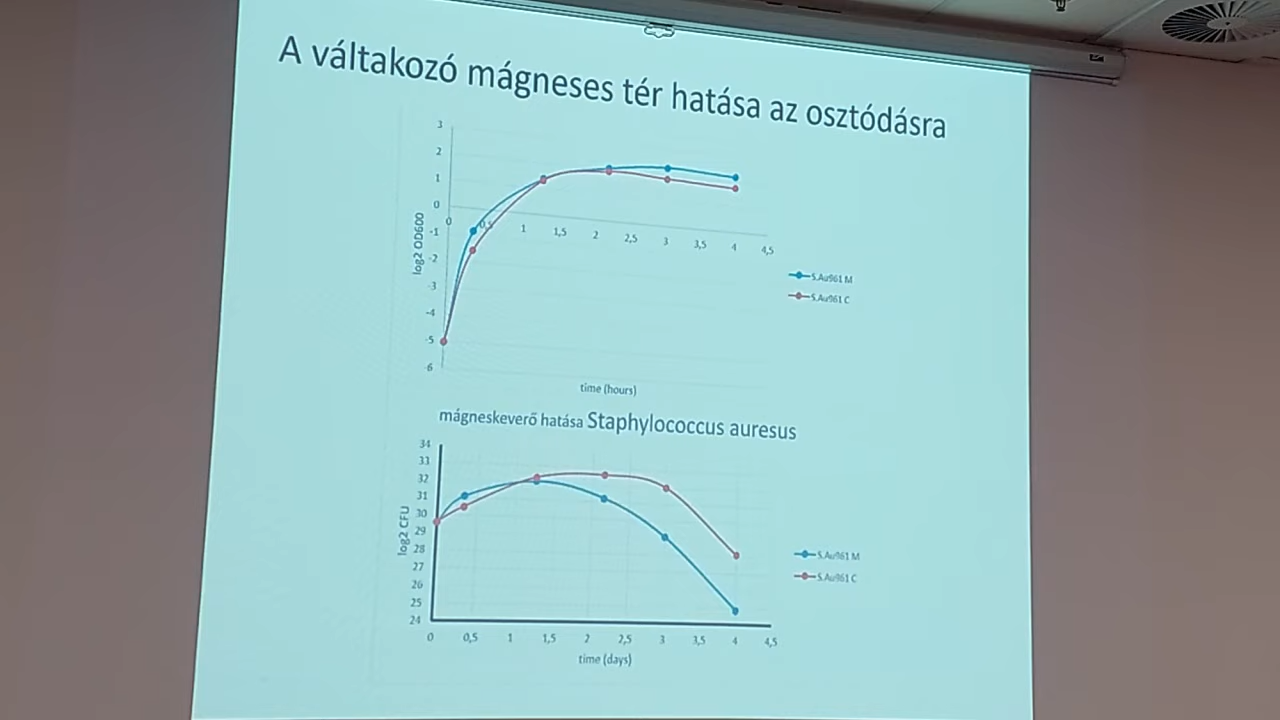 A váltakozó mágneses tér hatása az osztódásra
3
2
1
0
-1
-2
-3
-4
-5
-6
log2 OD600
0 0,5 1 1,5 2 2,5 3 3,5 4 4,5
time (hours)
S.Au961 M
S.Au961 C
mágneskeverő hatása Staphylococcus auresus
34
33
32
31
30
29
28
27
26
25
24
log2 CFU
0 0,5 1 1,5 2 2,5 3 3,5 4 4,5
time (days)
S.Au961 M
S.Au961 C